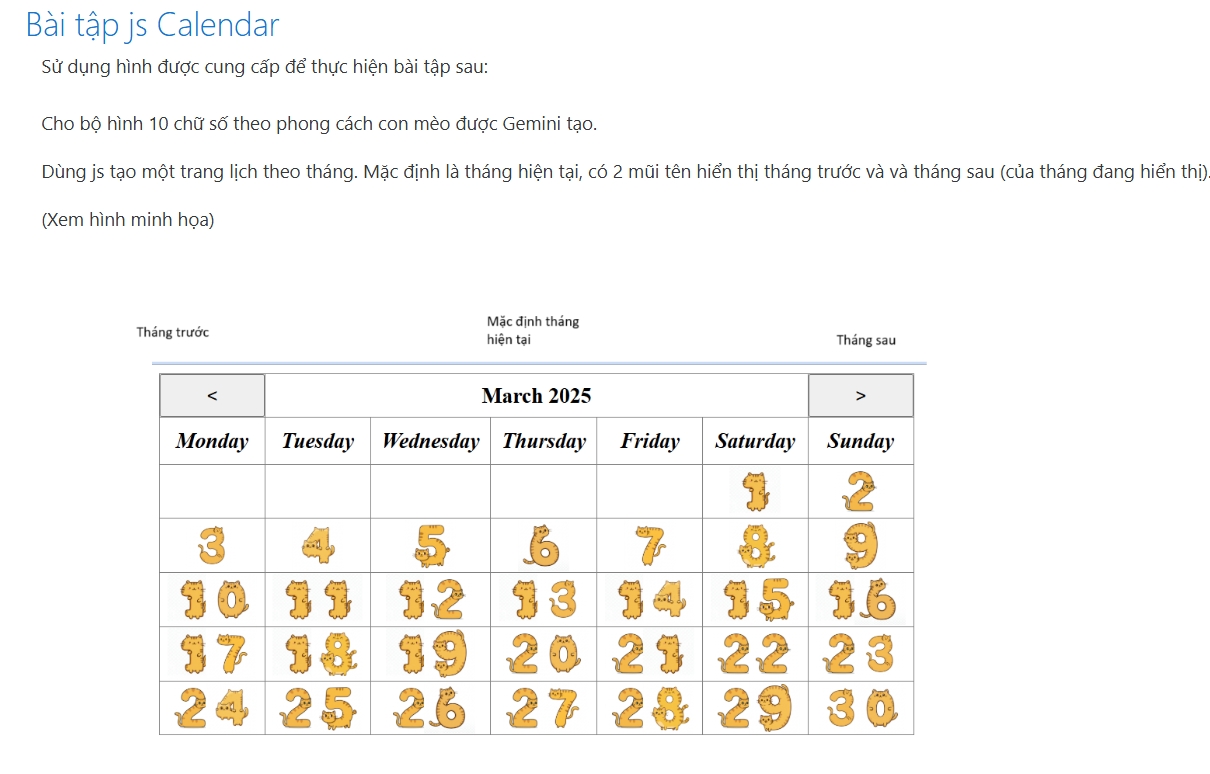 Bài tập js Calendar
Sử dụng hình được cung cấp để thực hiện bài tập sau:
Cho bộ hình 10 chữ số theo phong cách con mèo được Gemini tạo.
Dùng js tạo một trang lịch theo tháng. Mặc định là tháng hiện tại, có 2 mũi tên hiển thị tháng trước và và tháng sau (của tháng đang hiển thị).
(Xem hình minh họa)
Tháng trước
Mặc định tháng
hiện tại
Tháng sau
< March 2025 >
Monday Tuesday Wednesday Thursday Friday Saturday Sunday
1 2
3 4 5 6 7 8 9
10 11 12 13 14 15 16
17 18 19 20 21 22 23
24 25 26 27 28 29 30